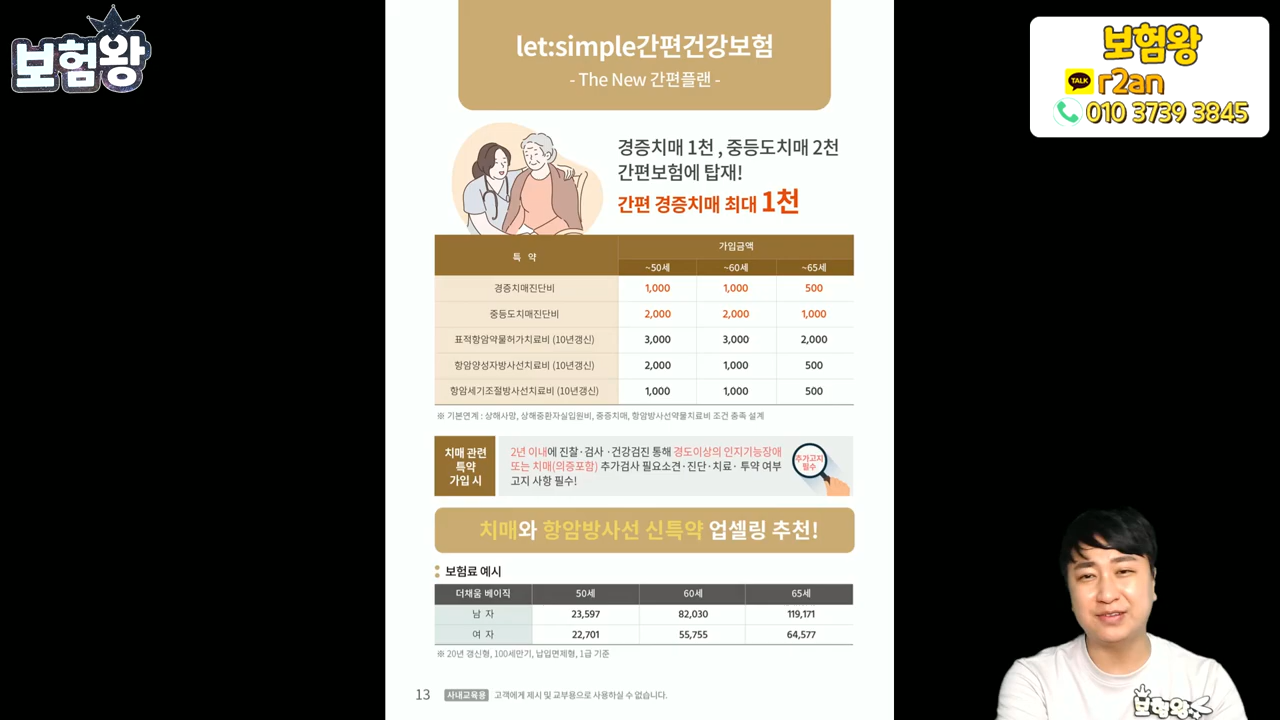 보험왕
보험왕
TALK r2an
010 3739 3845
let:simple간편건강보험
- The New 간편플랜 -
경증치매 1천 , 중등도치매 2천
간편보험에 탑재!
간편 경증치매 최대 1천
특 약 가입금액
~50세 ~60세 ~65세
경증치매진단비 1,000 1,000 500
중등도치매진단비 2,000 2,000 1,000
표적항암약물허가치료비 (10년갱신) 3,000 3,000 2,000
항암양성자방사선치료비 (10년갱신) 2,000 1,000 500
항암세기조절방사선치료비 (10년갱신) 1,000 1,000 500
※ 기본연계 : 상해사망, 상해중환자실입원비, 중증치매, 항암방사선약물치료비 조건 충족 설계
치매 관련
특약
가입 시
2년 이내에 진찰·검사 ·건강검진 통해 경도이상의 인지기능장애
또는 치매(의증포함) 추가검사 필요소견·진단·치료· 투약 여부
고지 사항 필수!
추가고지
필수
치매와 항암방사선 신특약 업셀링 추천!
보험료 예시
더채움 베이직 50세 60세 65세
남 자 23,597 82,030 119,171
여 자 22,701 55,755 64,577
※ 20년 갱신형, 100세만기, 납입면제형, 1급 기준
13 사내교육용 고객에게 제시 및 교부용으로 사용하실 수 없습니다.
보험왕